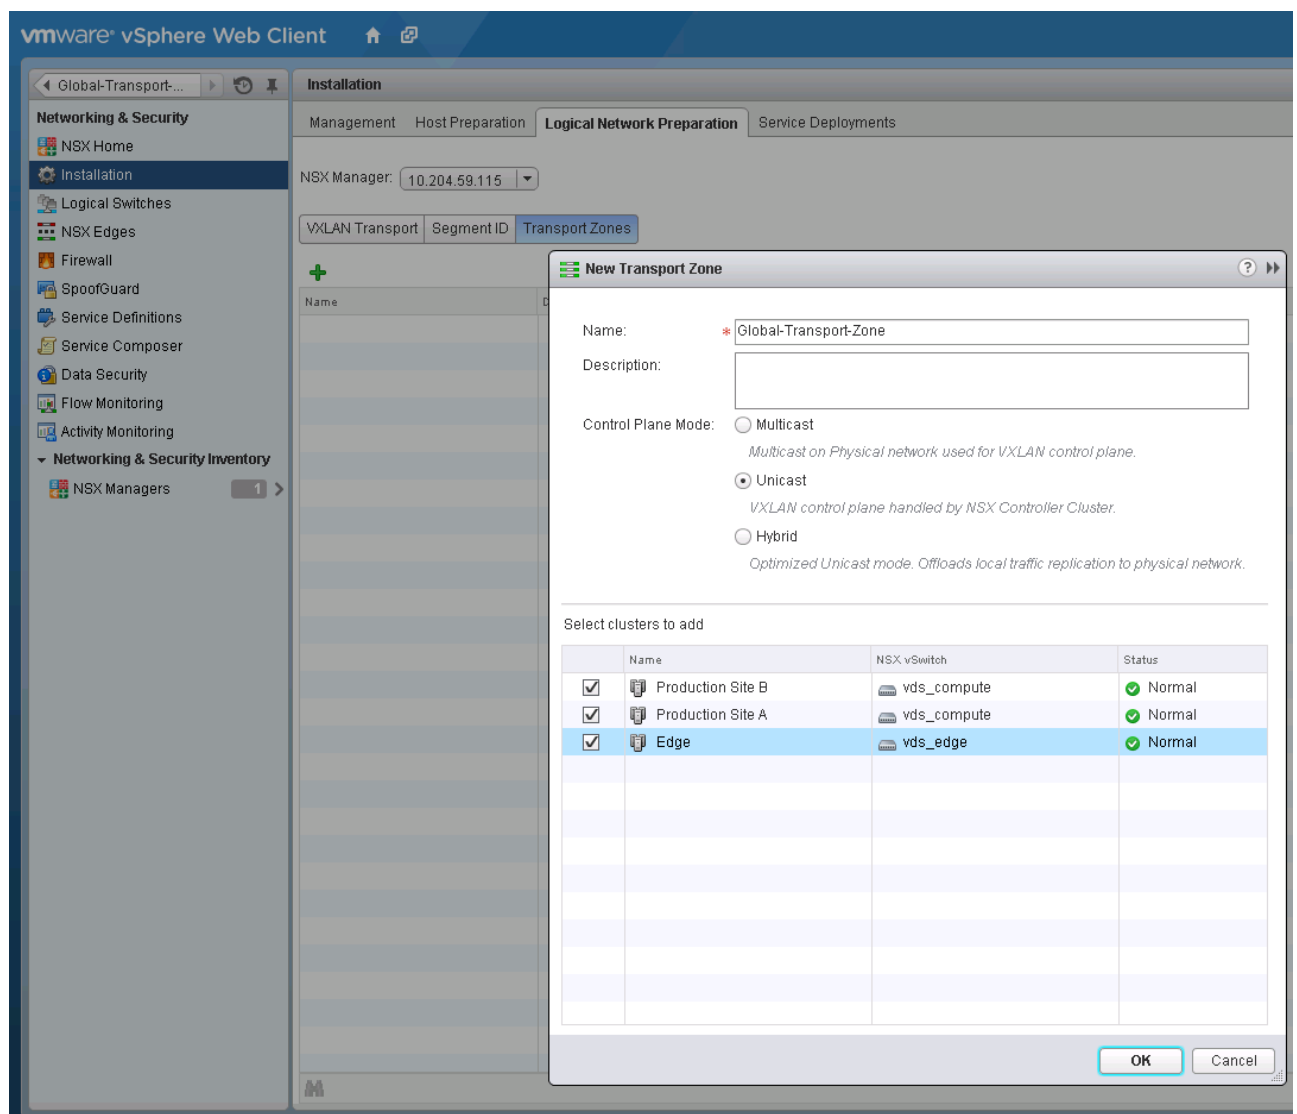 vmware® vSphere Web Client
Global-Transport-...
Networking & Security
NSX Home
Installation
Logical Switches
NSX Edges
Firewall
SpoofGuard
Service Definitions
Service Composer
Data Security
Flow Monitoring
Activity Monitoring
Networking & Security Inventory
NSX Managers 1
Installation
Management Host Preparation Logical Network Preparation Service Deployments
NSX Manager: 10.204.59.115
VXLAN Transport Segment ID Transport Zones
Name D
New Transport Zone ?
Name: * Global-Transport-Zone
Description:
Control Plane Mode: Multicast
Multicast on Physical network used for VXLAN control plane.
Unicast
VXLAN control plane handled by NSX Controller Cluster.
Hybrid
Optimized Unicast mode. Offloads local traffic replication to physical network.
Select clusters to add
Name NSX vSwitch Status
Production Site B vds_compute Normal
Production Site A vds_compute Normal
Edge vds_edge Normal
OK Cancel